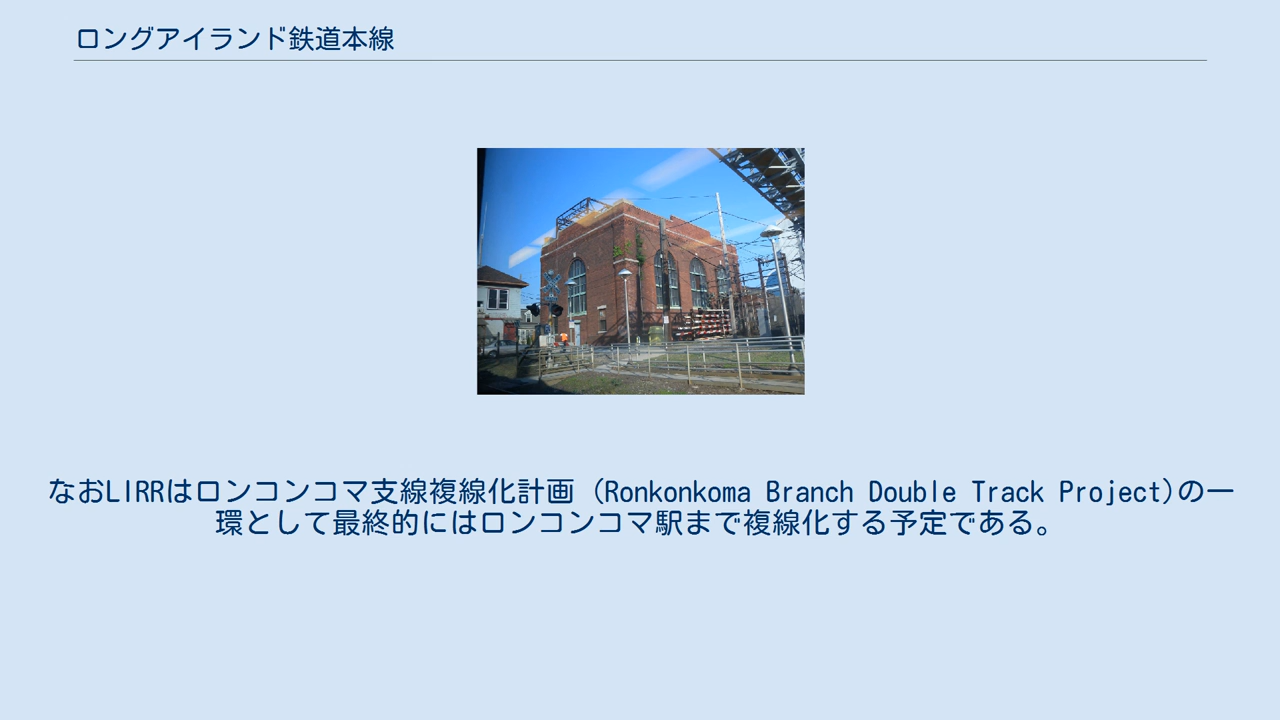 ロングアイランド鉄道本線
なおLIRRはロンコンコマ支線複線化計画 (Ronkonkoma Branch Double Track Project)の一
環として最終的にはロンコンコマ駅まで複線化する予定である。